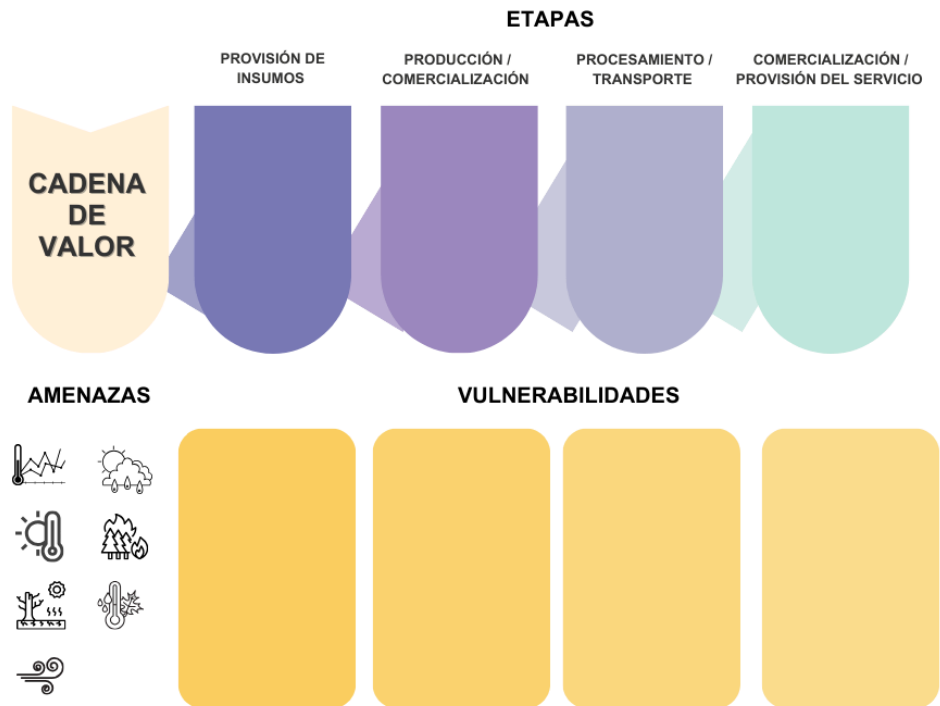 ETAPAS
PROVISIÓN DE
INSUMOS
PRODUCCIÓN /
COMERCIALIZACIÓN
PROCESAMIENTO /
TRANSPORTE
COMERCIALIZACIÓN /
PROVISIÓN DEL SERVICIO
CADENA
DE
VALOR
AMENAZAS
VULNERABILIDADES